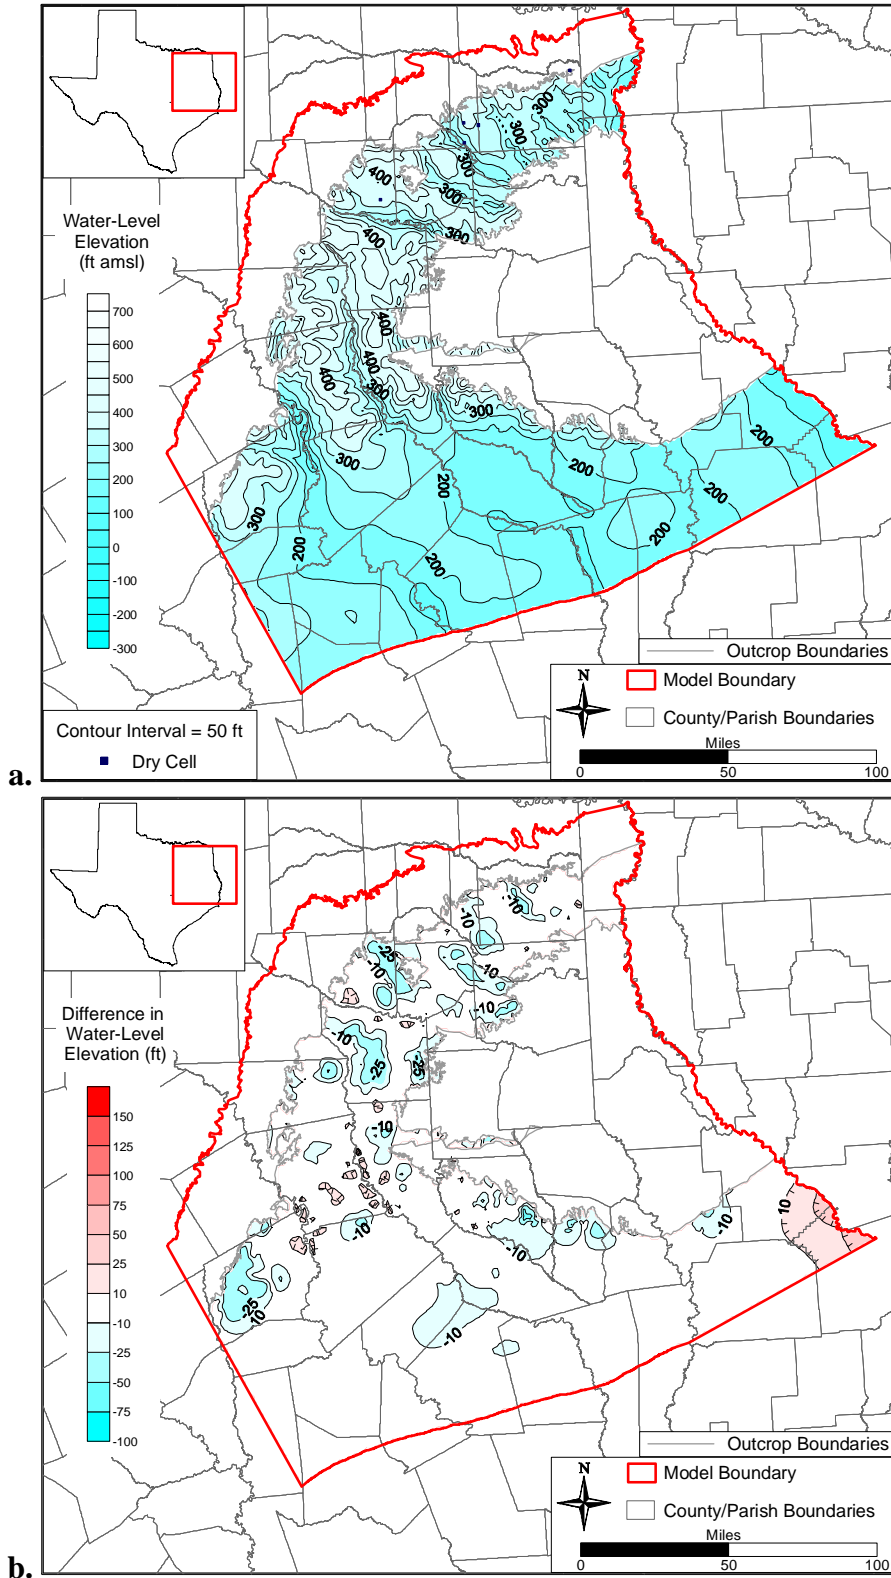 Water-Level
Elevation
(ft amsl)
700
600
500
400
300
200
100
0
-100
-200
-300
300
300
300
400
300
300
400
400
400
300
400
300
300
300
200
200
200
200
200
200
200
Contour Interval = 50 ft
Dry Cell
Outcrop Boundaries
N
Model Boundary
County/Parish Boundaries
Miles
0 50 100
a.
Difference in
Water-Level
Elevation (ft)
150
125
100
75
50
25
10
-10
-25
-50
-75
-100
-10
-10
-25
-10
-10
-10
-10
-25
-25
-10
-10
-10
-10
10
-25
-10
-10
Outcrop Boundaries
N
Model Boundary
County/Parish Boundaries
Miles
0 50 100
b.